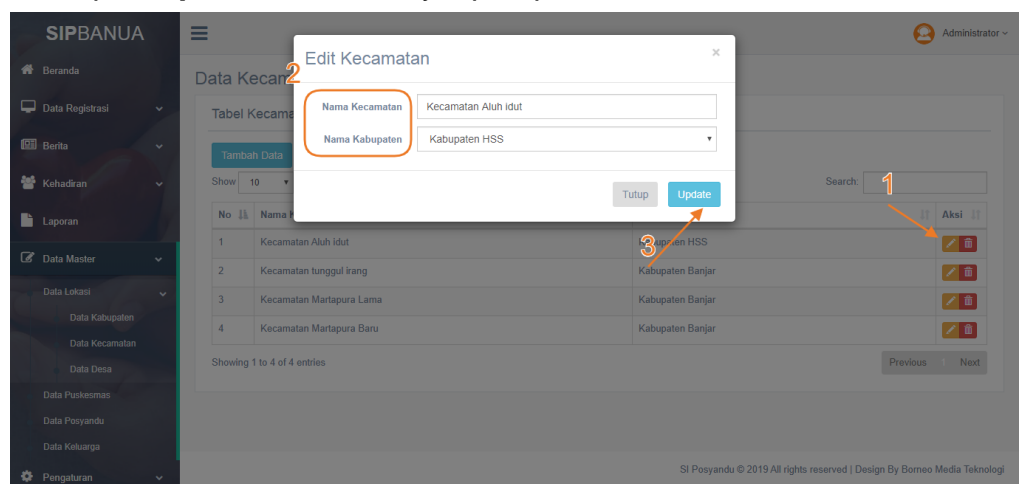 SIPBANUA
Administrator
Beranda
Data Registrasi
Berita
Kehadiran
Laporan
Data Master
Data Lokasi
Data Kabupaten
Data Kecamatan
Data Desa
Data Puskesmas
Data Posyandu
Data Keluarga
Pengaturan
Edit Kecamatan
×
2
Nama Kecamatan Kecamatan Aluh idut
Nama Kabupaten Kabupaten HSS
Tutup Update
3
1
Data Kecam
Tabel Kecama
Tambah Data
Show 10 Search:
No Nama Aksi
1 Kecamatan Aluh idut Kabupaten HSS
2 Kecamatan tunggul irang Kabupaten Banjar
3 Kecamatan Martapura Lama Kabupaten Banjar
4 Kecamatan Martapura Baru Kabupaten Banjar
Showing 1 to 4 of 4 entries Previous 1 Next
SI Posyandu © 2019 All rights reserved | Design By Borneo Media Teknologi